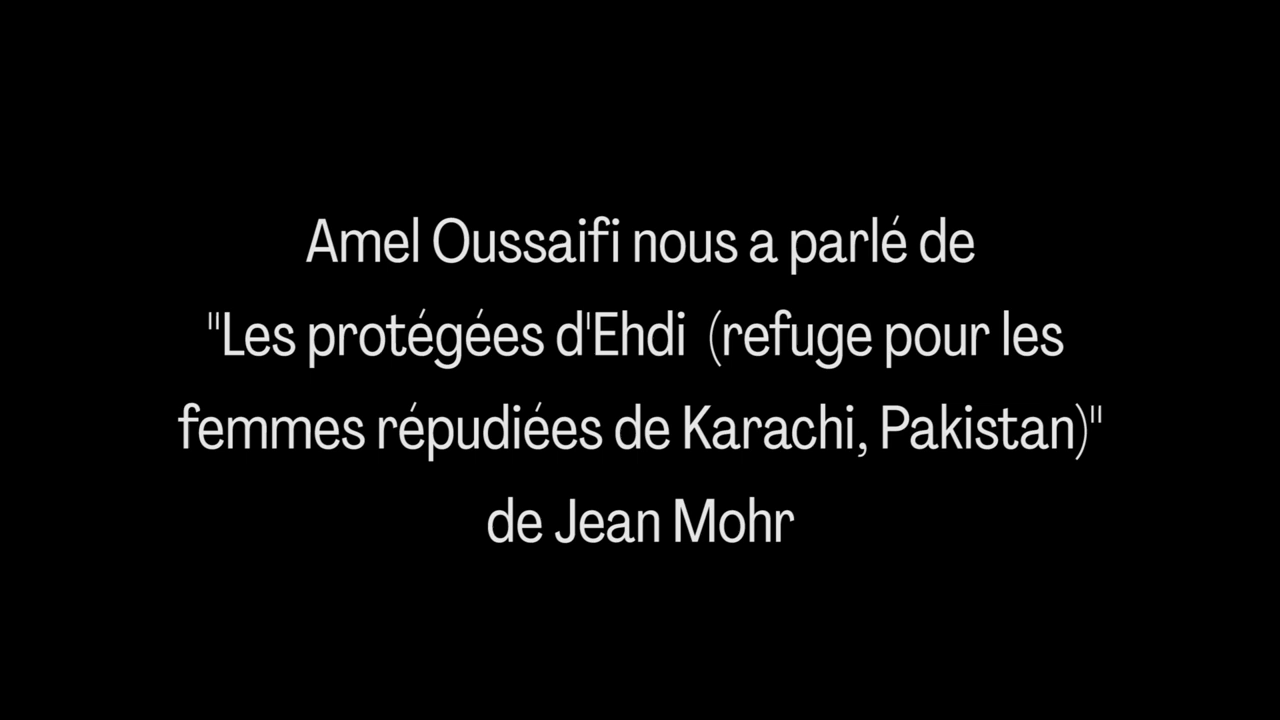 Amel Oussaifi nous a parlé de
"Les protégées d'Ehdi  (refuge pour les
femmes répudiées de Karachi, Pakistan)"
de Jean Mohr